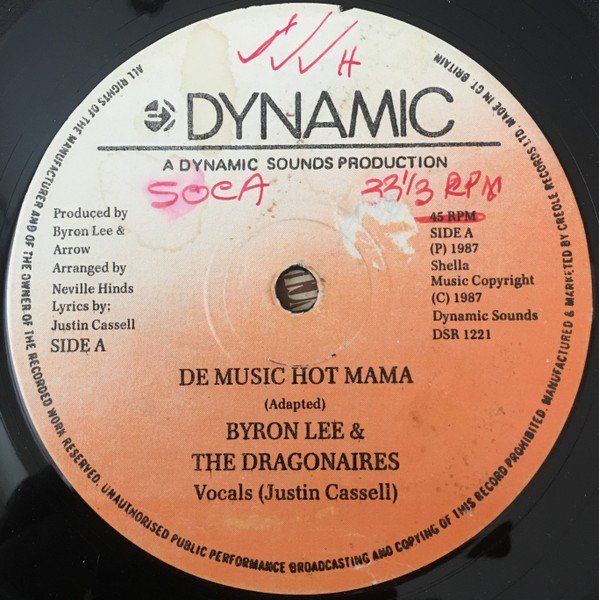 H
DYNAMIC
A DYNAMIC SOUNDS PRODUCTION
SOCA
33 1/3 RPM
Produced by
Byron Lee &
Arrow
Arranged by
Neville Hinds
Lyrics by:
Justin Cassell
SIDE A
45 RPM
SIDE A
(P) 1987
Shella
Music Copyright
(C) 1987
Dynamic Sounds
DSR 1221
DE MUSIC HOT MAMA
(Adapted)
BYRON LEE &
THE DRAGONAIRES
Vocals (Justin Cassell)
ALL RIGHTS OF THE MANUFACTURER AND OF THE OWNER OF THE RECORDED WORK RESERVED. UNAUTHORISED PUBLIC PERFORMANCE BROADCASTING AND COPYING OF THIS RECORD PROHIBITED. MANUFACTURED & MARKETED BY CREOLE RECORDS LTD. MADE IN GT BRITAIN.